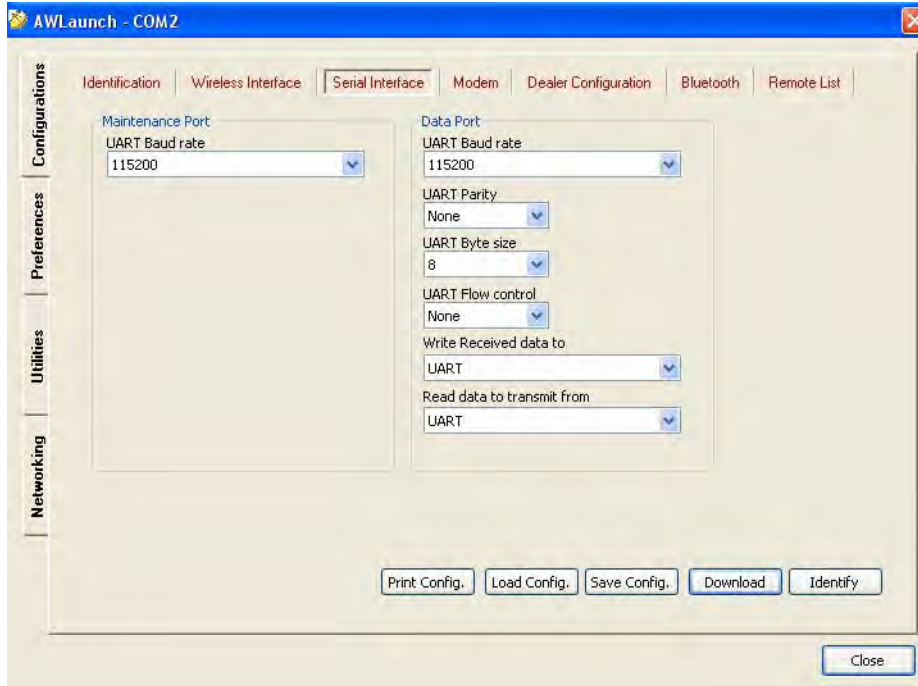 AWLaunch - COM2
Configurations
Preferences
Utilities
Networking
Identification
Wireless Interface
Serial Interface
Modem
Dealer Configuration
Bluetooth
Remote List
Maintenance Port
UART Baud rate
115200
Data Port
UART Baud rate
115200
UART Parity
None
UART Byte size
8
UART Flow control
None
Write Received data to
UART
Read data to transmit from
UART
Print Config.
Load Config.
Save Config.
Download
Identify
Close